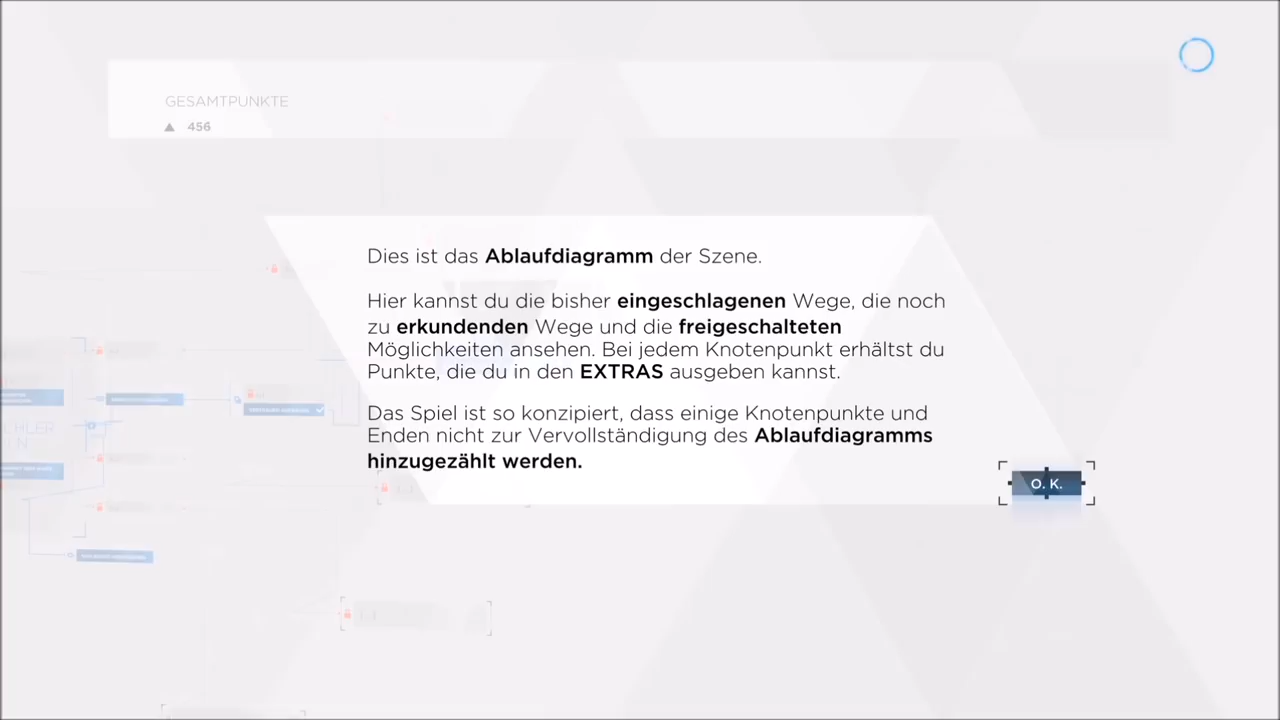 GESAMTPUNKTE
▲ 456
Dies ist das Ablaufdiagramm der Szene.
Hier kannst du die bisher eingeschlagenen Wege, die noch
zu erkundenden Wege und die freigeschalteten
Möglichkeiten ansehen. Bei jedem Knotenpunkt erhältst du
Punkte, die du in den EXTRAS ausgeben kannst.
Das Spiel ist so konzipiert, dass einige Knotenpunkte und
Enden nicht zur Vervollständigung des Ablaufdiagramms
hinzugezählt werden.
O. K.